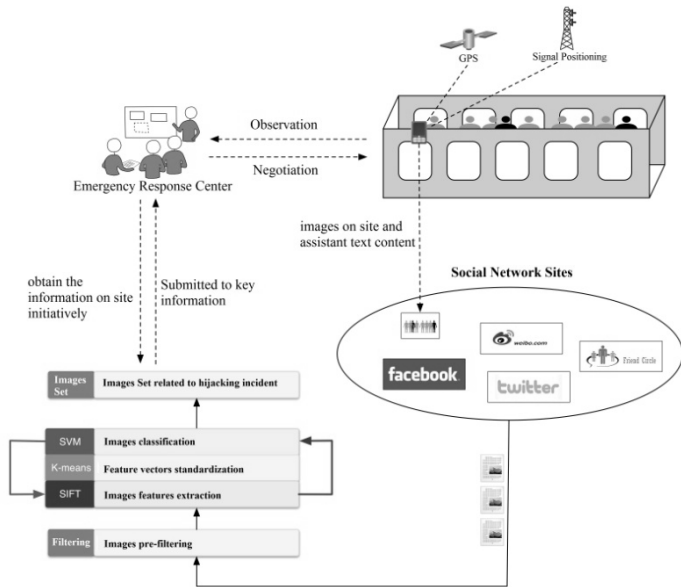 GPS
Signal Positioning
Observation
Negotiation
Emergency Response Center
images on site and
assistant text content
obtain the
information on site
initiatively
Submitted to key
information
Social Network Sites
weibo.com
Friend Circle
facebook
twitter
Images
Set
Images Set related to hijacking incident
SVM
Images classification
K-means
Feature vectors standardization
SIFT
Images features extraction
Filtering
Images pre-filtering